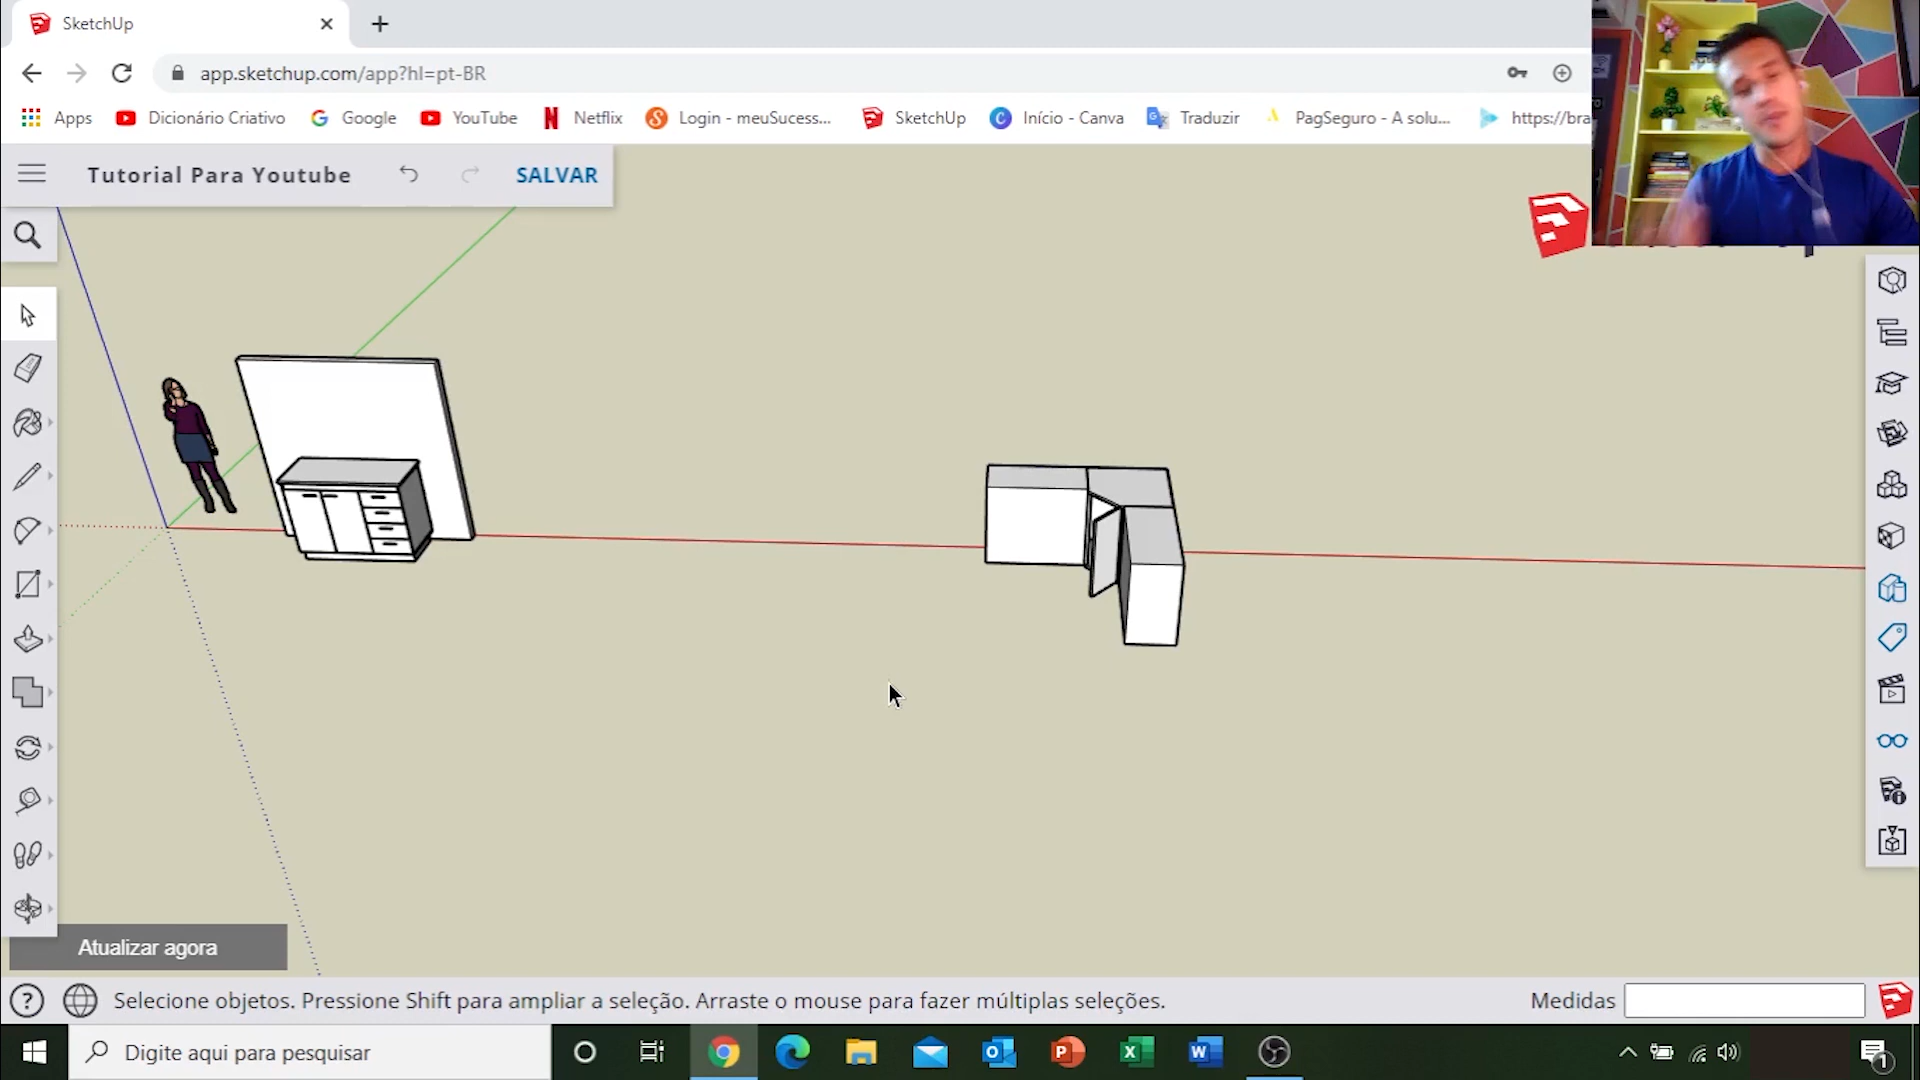 SketchUp
app.sketchup.com/app?hl=pt-BR
Apps Dicionário Criativo Google YouTube Netflix Login - meuSucess... SketchUp Início - Canva Traduzir PagSeguro - A solu... https://bra
Tutorial Para Youtube SALVAR
Atualizar agora
Selecione objetos. Pressione Shift para ampliar a seleção. Arraste o mouse para fazer múltiplas seleções. Medidas
Digite aqui para pesquisar
1